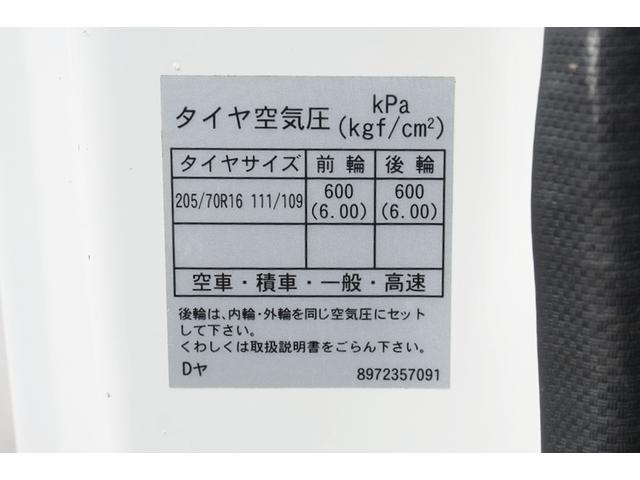 タイヤ空気圧 kPa (kgf/cm²)
タイヤサイズ 前輪 後輪
205/70R16 111/109 600 (6.00) 600 (6.00)
空車・積車・一般・高速
後輪は、内輪・外輪を同じ空気圧にセット
して下さい。
くわしくは取扱説明書をごらん下さい。
Dヤ 8972357091